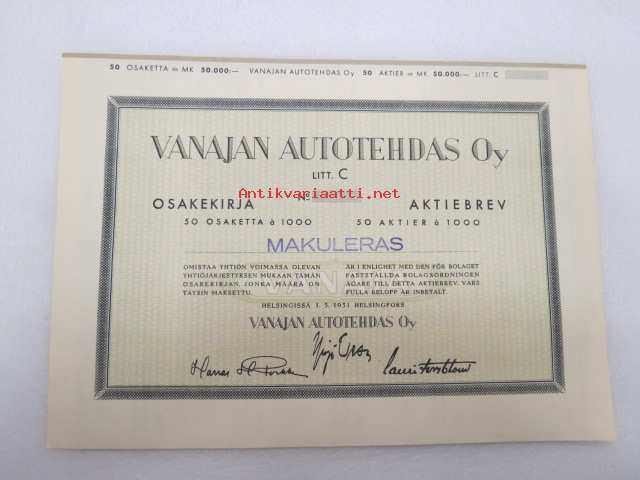 50 OSAKETTA = MK 50.000:— VANAJAN AUTOTEHDAS Oy 50 AKTIER = MK 50.000:— LITT. C
VANAJAN AUTOTEHDAS Oy
LITT. C
Antikvariaatti.net
OSAKEKIRJA Nº AKTIEBREV
50 OSAKETTA à 1000 50 AKTIER à 1000
MAKULERAS
OMISTAA YHTIÖN VOIMASSA OLEVAN
YHTIÖJÄRJESTYKSEN MUKAAN TÄMÄN
OSAKEKIRJAN, JONKA MÄÄRÄ ON
TÄYSIN MAKSETTU.
ÄR I ENLIGHET MED DEN FÖR BOLAGET
FASTSTÄLLDA BOLAGSORDNINGEN
ÄGARE TILL DETTA AKTIEBREV, VARS
FULLA BELOPP ÄR INBETALT.
HELSINGISSÄ 1.5.1951 HELSINGFORS
VANAJAN AUTOTEHDAS Oy